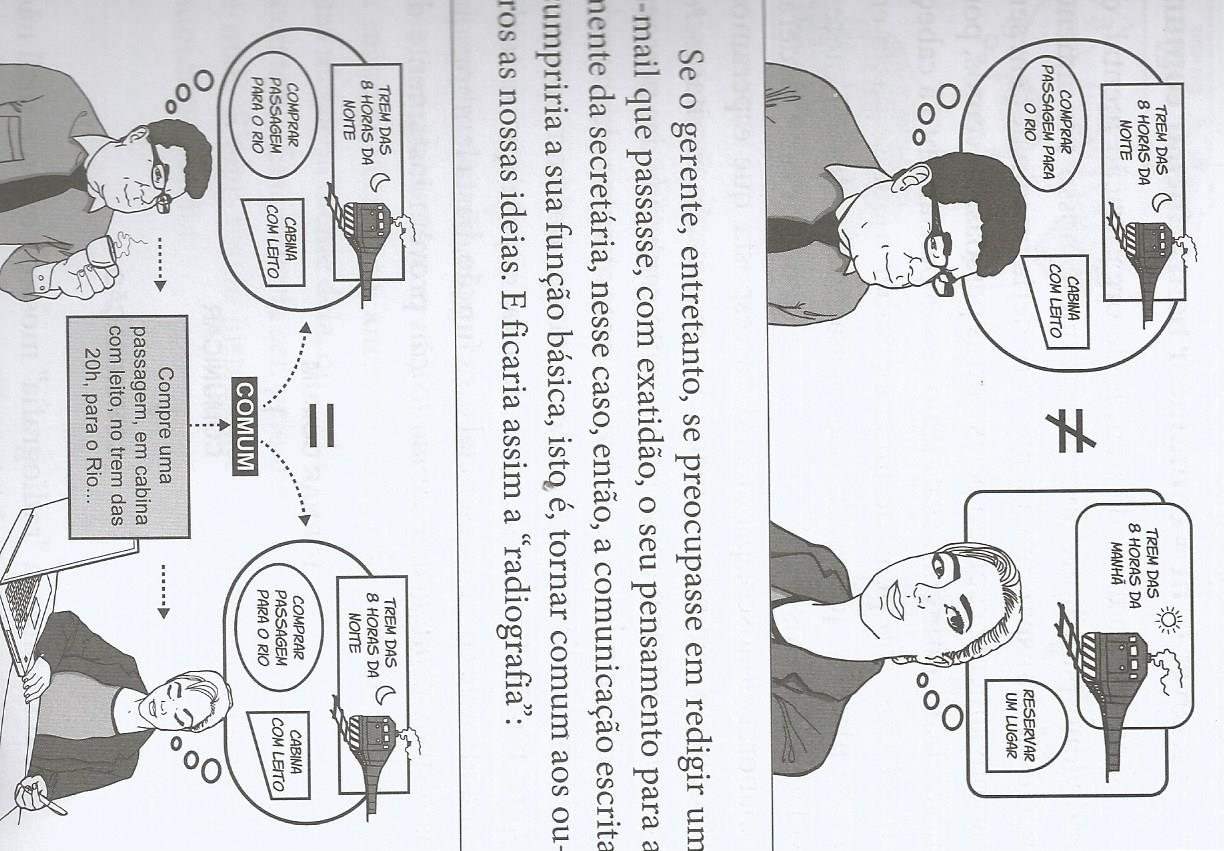 TREM DAS
8 HORAS DA
NOITE
COMPRAR
PASSAGEM PARA
O RIO
CABINA
COM LEITO
≠
TREM DAS
8 HORAS DA
MANHÃ
RESERVAR
UM LUGAR
Se o gerente, entretanto, se preocupasse em redigir um
-mail que passasse, com exatidão, o seu pensamento para a
mente da secretária, nesse caso, então, a comunicação escrita
umpriria a sua função básica, isto é, tornar comum aos ou-
ros as nossas ideias. E ficaria assim a “radiografia”:
TREM DAS
8 HORAS DA
NOITE
COMPRAR
PASSAGEM
PARA O RIO
CABINA
COM LEITO
=
COMUM
Compre uma
passagem, em cabina
com leito, no trem das
20h, para o Rio...
TREM DAS
8 HORAS DA
NOITE
COMPRAR
PASSAGEM
PARA O RIO
CABINA
COM LEITO